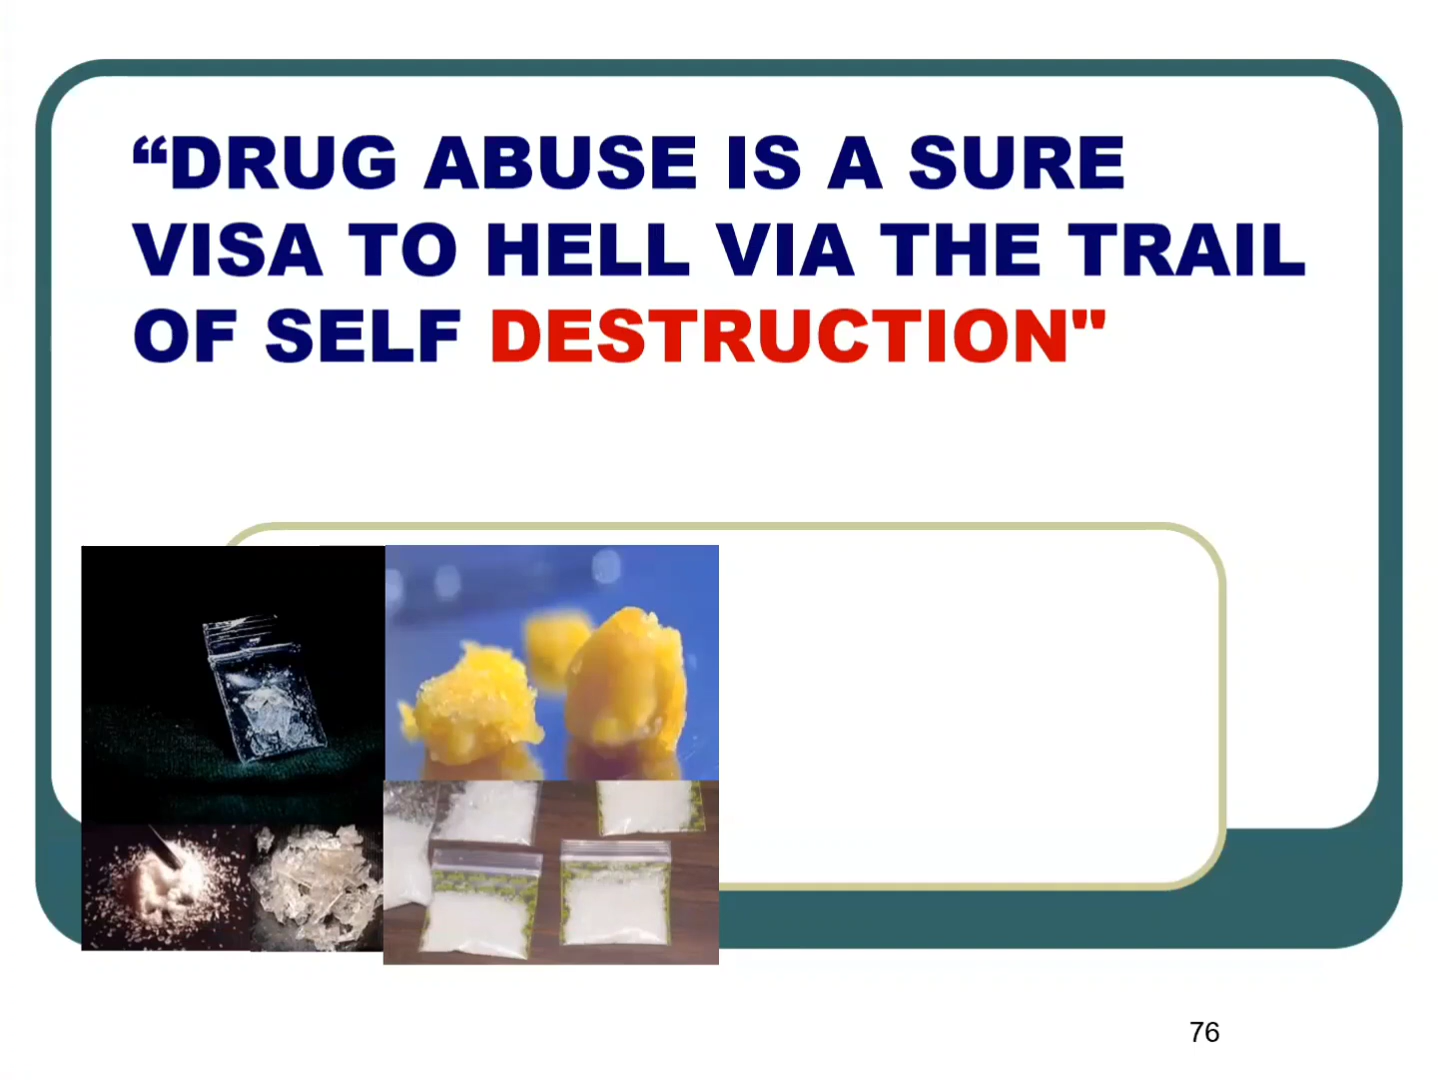 “DRUG ABUSE IS A SURE
VISA TO HELL VIA THE TRAIL
OF SELF DESTRUCTION"
76